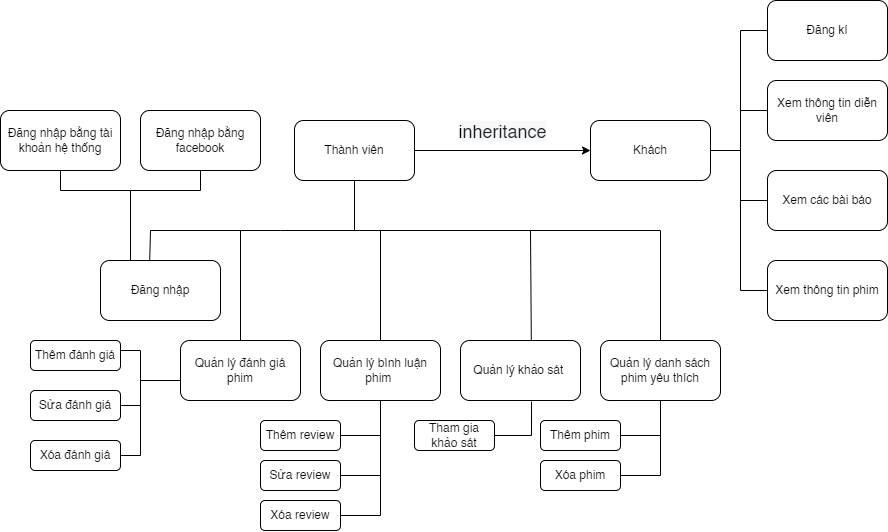 Đăng kí
Xem thông tin diễn
viên
Đăng nhập bằng tài
khoản hệ thống
Đăng nhập bằng
facebook
Thành viên
inheritance
Khách
Xem các bài báo
Đăng nhập
Xem thông tin phim
Thêm đánh giá
Sửa đánh giá
Xóa đánh giá
Quản lý đánh giá
phim
Quản lý bình luận
phim
Quản lý khảo sát
Quản lý danh sách
phim yêu thích
Thêm review
Sửa review
Xóa review
Tham gia
khảo sát
Thêm phim
Xóa phim